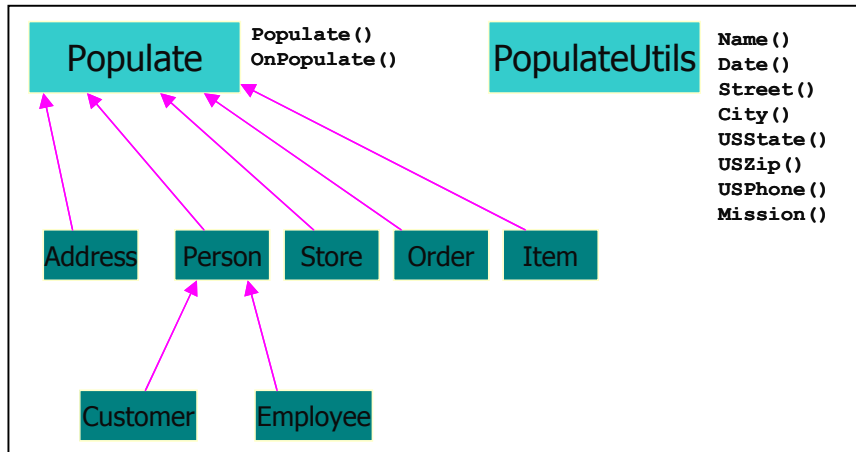 Populate
Populate()
OnPopulate()
PopulateUtils
Name()
Date()
Street()
City()
USState()
USZip()
USPhone()
Mission()
Address
Person
Store
Order
Item
Customer
Employee